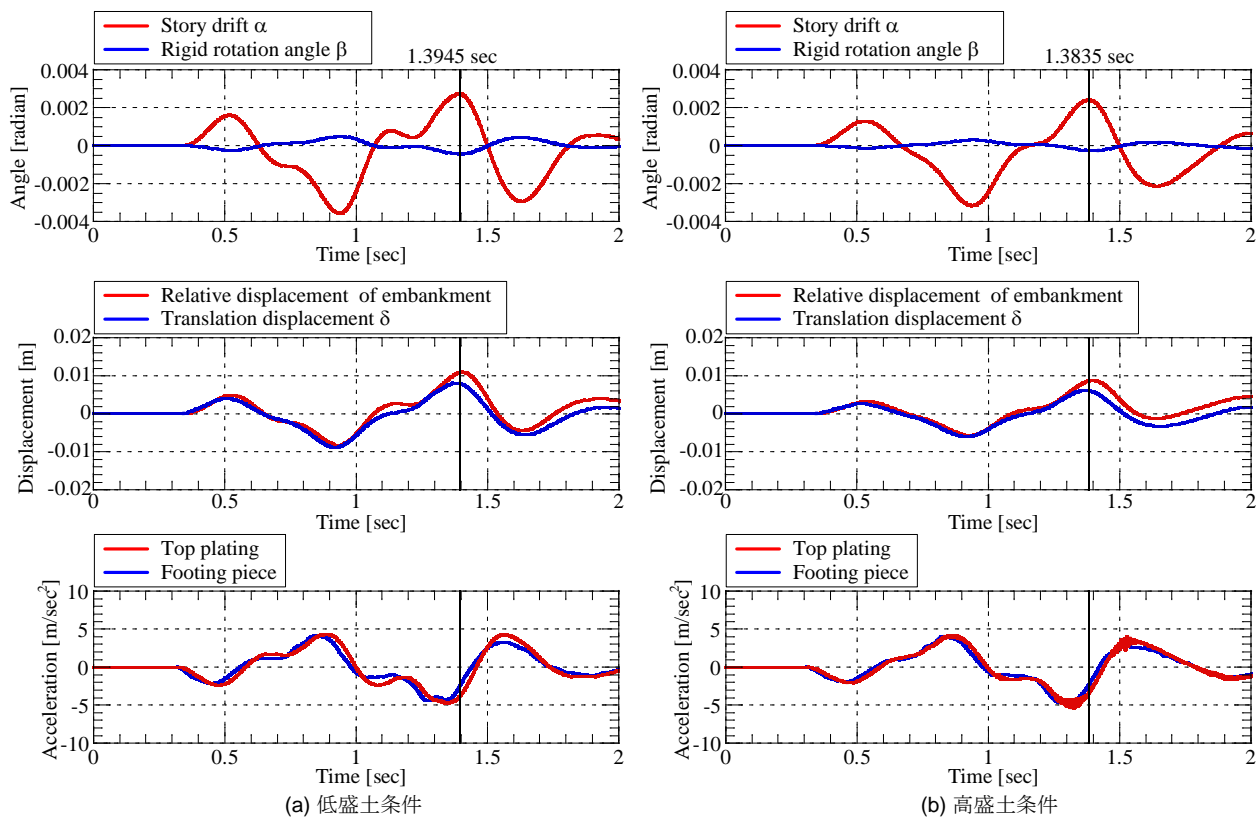 Story drift α
Rigid rotation angle β
1.3945 sec
Angle [radian]
0.004
0.002
0
-0.002
-0.004
0
0.5
1
1.5
2
Time [sec]
Relative displacement of embankment
Translation displacement δ
Displacement [m]
0.02
0.01
0
-0.01
-0.02
0
0.5
1
1.5
2
Time [sec]
Top plating
Footing piece
Acceleration [m/sec²]
10
5
0
-5
-10
0
0.5
1
1.5
2
Time [sec]
(a) 低盛土条件
Story drift α
Rigid rotation angle β
1.3835 sec
Angle [radian]
0.004
0.002
0
-0.002
-0.004
0
0.5
1
1.5
2
Time [sec]
Relative displacement of embankment
Translation displacement δ
Displacement [m]
0.02
0.01
0
-0.01
-0.02
0
0.5
1
1.5
2
Time [sec]
Top plating
Footing piece
Acceleration [m/sec²]
10
5
0
-5
-10
0
0.5
1
1.5
2
Time [sec]
(b) 高盛土条件